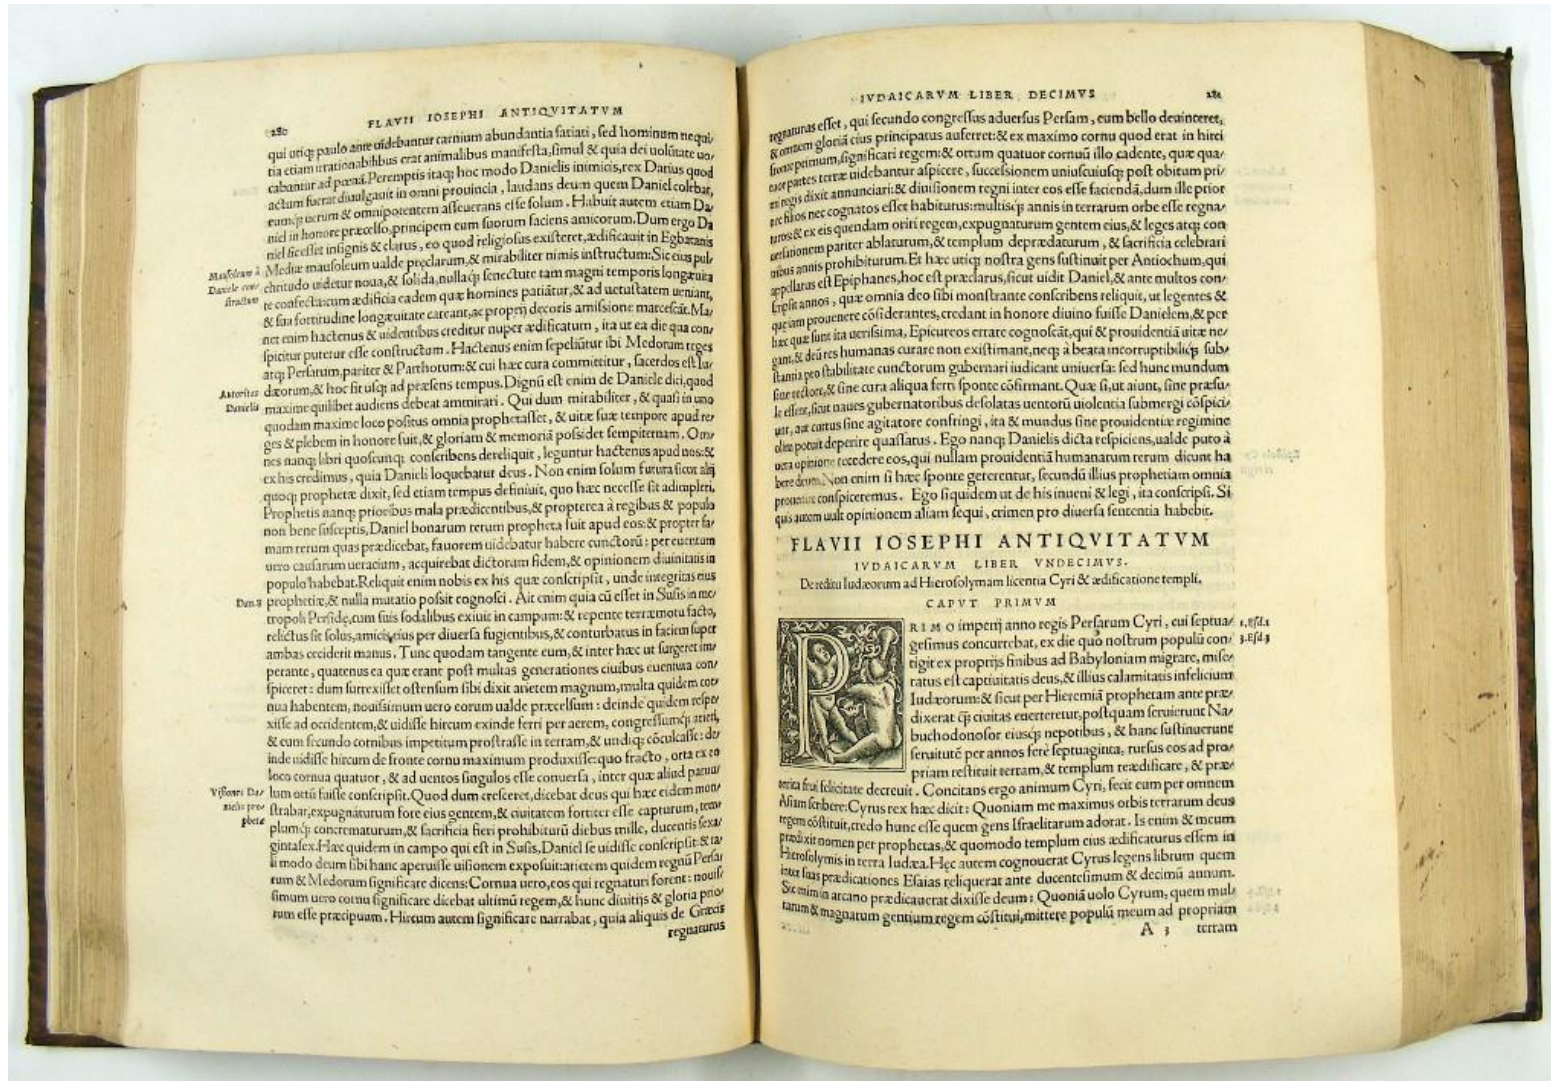 280
FLAVII IOSEPHI ANTIQVITATVM
qui utiq; paulo ante uidebantur carnium abundantia satiati, sed hominum nequi/
tia etiam irrationabilibus erat animalibus manifesta, simul & quia dei uolūtate uo/
cabantur ad pœnā. Peremptis itaq; hoc modo Danielis inimicis, rex Darius quod
actum fuerat diuulgauit in omni prouincia, laudans deum quem Daniel colebat,
eumq; uerum & omnipotentem asseuerans esse solum. Habuit autem etiam Da/
niel in honore præcelso, principem eum suorum faciens amicorum. Dum ergo Da
niel sic esset insignis & clarus, eo quod religiosus existeret, ædificauit in Egbatanis
Mediæ mausoleum ualde pręclarum, & mirabiliter nimis instructum: Sic eius pul/
chritudo uidetur noua, & solida, nullaq; senectute tam magni temporis longæuita
te confecta: cum ædificia eadem quæ homines patiātur, & ad uetustatem ueniant,
& sua fortitudine longæuitate careant, ac proprij decoris amissione marcescāt. Ma/
net enim hactenus & uidentibus creditur nuper ædificatum, ita ut ea die qua con/
spicitur putetur esse constructum. Hactenus enim sepeliūtur ibi Medorum reges
atq; Persarum, pariter & Parthorum: & cui hæc cura committitur, sacerdos est Iu/
dæorum, & hoc fit usq; ad præsens tempus. Dignū est enim de Daniele dici, quod
maxime quilibet audiens debeat ammirari. Qui dum mirabiliter, & quasi in uno
quodam maxime loco positus omnia prophetasset, & uitæ suæ tempore apud re/
ges & plebem in honore fuit, & gloriam & memoriā possidet sempiternam. Om/
nes nanq; libri quoscunq; conscribens dereliquit, leguntur hactenus apud nos: &
ex his credimus, quia Danieli loquebatur deus. Non enim solum futura sicut alij
quoq; prophetæ dixit, sed etiam tempus definiuit, quo hæc necesse sit adimpleri.
Prophetis nanq; prioribus mala prædicentibus, & propterea à regibus & populo
non bene susceptis, Daniel bonarum rerum propheta fuit apud eos: & propter fa/
mam rerum quas prædicebat, fauorem uidebatur habere cunctorū: per euentum
uero causarum ueracium, acquirebat dictoram fidem, & opinionem diuinitatis in
populo habebat. Reliquit enim nobis ex his quæ conscripsit, unde integritas eius
prophetiæ, & nulla mutatio possit cognosci. Ait enim quia cū esset in Susis in me/
tropoli Persidę, cum suis sodalibus exiuit in campum: & repente terræmotu facto,
relictus sit solus, amicis eius per diuersa fugientibus, & conturbatus in faciem super
ambas ceciderit manus. Tunc quodam tangente eum, & inter hæc ut surgeret im/
perante, quatenus ea quæ erant post multas generationes ciuibus euentura con/
spiceret: dum surrexisset ostensum sibi dixit arietem magnum, multa quidem cor/
nua habentem, nouissimum uero eorum ualde præcelsum: deinde quidem respe/
xisse ad occidentem, & uidisse hircum exinde ferri per aerem, congressumq; arieti,
& eum secundo cornibus impetitum prostrasse in terram, & undiq; cōculcasse: de/
inde uidisse hircum de fronte cornu maximum produxisse: quo fracto, orta ex eo
loco cornua quatuor, & ad uentos singulos esse conuersa, inter quæ aliud paruu/
lum ortū fuisse conscripsit. Quod dum cresceret, dicebat deus qui hæc eidem mon/
strabat, expugnaturum fore eius gentem, & ciuitatem fortiter esse capturum, tem/
plumq; concrematurum, & sacrificia fieri prohibiturū diebus mille, ducentis sexa/
gintasex. Hæc quidem in campo qui est in Susis, Daniel se uidisse conscripsit: & ta/
li modo deum sibi hanc aperuisse uisionem exposuit: arietem quidem regnū Persa/
rum & Medorum significare dicens: Cornua uero, eos qui regnaturi forent: nouis/
simum uero cornu significare dicebat ultimū regem, & hunc diuitijs & gloria prio/
rum esse præcipuum. Hircum autem significare narrabat, quia aliquis de Græcis
regnaturus
Mausoleum à
Daniele con/
structum
Autoritas
Danielis
Dan. 8
Visiones Da/
nielis pro/
phetæ
IVDAICARVM LIBER DECIMVS
281
regnaturus esset, qui secundo congressus aduersus Persam, eum bello deuinceret,
& omnem gloriā eius principatus auferret: & ex maximo cornu quod erat in hirci
fronte primum, significari regem: & ortum quatuor cornuū illo cadente, quæ qua/
tuor partes terræ uidebantur aspicere, successionem uniuscuiusq; post obitum pri/
mi regis dixit annunciari: & diuisionem regni inter eos esse faciendā, dum ille prior
nec filios nec cognatos esset habiturus: multisq; annis in terrarum orbe esse regna/
turos: & ex eis quendam oriri regem, expugnaturum gentem eius, & leges atq; con
uersationem pariter ablaturum, & templum deprædaturum, & sacrificia celebrari
tribus annis prohibiturum. Et hæc utiq; nostra gens sustinuit per Antiochum, qui
appellatus est Epiphanes, hoc est præclarus, sicut uidit Daniel, & ante multos con/
scripsit annos, quæ omnia deo sibi monstrante conscribens reliquit, ut legentes &
quę iam prouenere cōsiderantes, credant in honore diuino fuisse Danielem, & per
hæc quæ sunt ita uerissima, Epicureos errare cognoscāt, qui & prouidentiā uitæ ne/
gant, & deū res humanas curare non existimant, neq; à beata incorruptibiliq; sub/
stantia pro stabilitate cunctorum gubernari iudicant uniuersa: sed hunc mundum
sine rectore, & sine cura aliqua ferri sponte cōfirmant. Quæ si, ut aiunt, sine præsu/
le essent, sicut naues gubernatoribus desolatas uentorū uiolentia submergi cōspici/
unt, aut currus sine agitatore confringi, ita & mundus sine prouidentiæ regimine
olim potuit deperire quassatus. Ego nanq; Danielis dicta respiciens, ualde puto à
uera opinione recedere eos, qui nullam prouidentiā humanarum rerum dicunt ha
bere deum. Non enim si hæc sponte gererentur, secundū illius prophetiam omnia
prouenire conspiceremus. Ego siquidem ut de his inueni & legi, ita conscripsi. Si
quis autem uult opinionem aliam sequi, crimen pro diuersa sententia habebit.
FLAVII IOSEPHI ANTIQVITATVM
IVDAICARVM LIBER VNDECIMVS.
De reditu Iudæorum ad Hierosolymam licentia Cyri & ædificatione templi.
CAPVT PRIMVM
PRIMO imperij anno regis Persarum Cyri, cui septua/
gesimus concurrebat, ex die quo nostrum populū con/
tigit ex proprijs finibus ad Babyloniam migrare, mise/
ratus est captiuitatis deus, & illius calamitatis infelicium
Iudæorum: & sicut per Hieremiā prophetam ante præ/
dixerat q̃ ciuitas euerteretur, postquam seruierunt Na/
buchodonosor eiusq; nepotibus, & hanc sustinuerunt
seruitutē per annos ferè septuaginta, rursus eos ad pro/
priam restituit terram, & templum reædificare, & præ/
terita frui felicitate decreuit. Concitans ergo animum Cyri, fecit eum per omnem
Asiam scribere: Cyrus rex hæc dicit: Quoniam me maximus orbis terrarum deus
regem cōstituit, credo hunc esse quem gens Israelitarum adorat. Is enim & meum
prædixit nomen per prophetas, & quomodo templum eius ædificaturus essem in
Hierosolymis in terra Iudæa. Hęc autem cognouerat Cyrus legens librum quem
inter suas prædicationes Esaias reliquerat ante ducentesimum & decimū annum.
Sic enim in arcano prædicauerat dixisse deum: Quoniā uolo Cyrum, quem mul/
tarum & magnarum gentium regem cōstitui, mittere populū meum ad propriam
A 3 terram
1. Esd. 1
3. Esd. 3